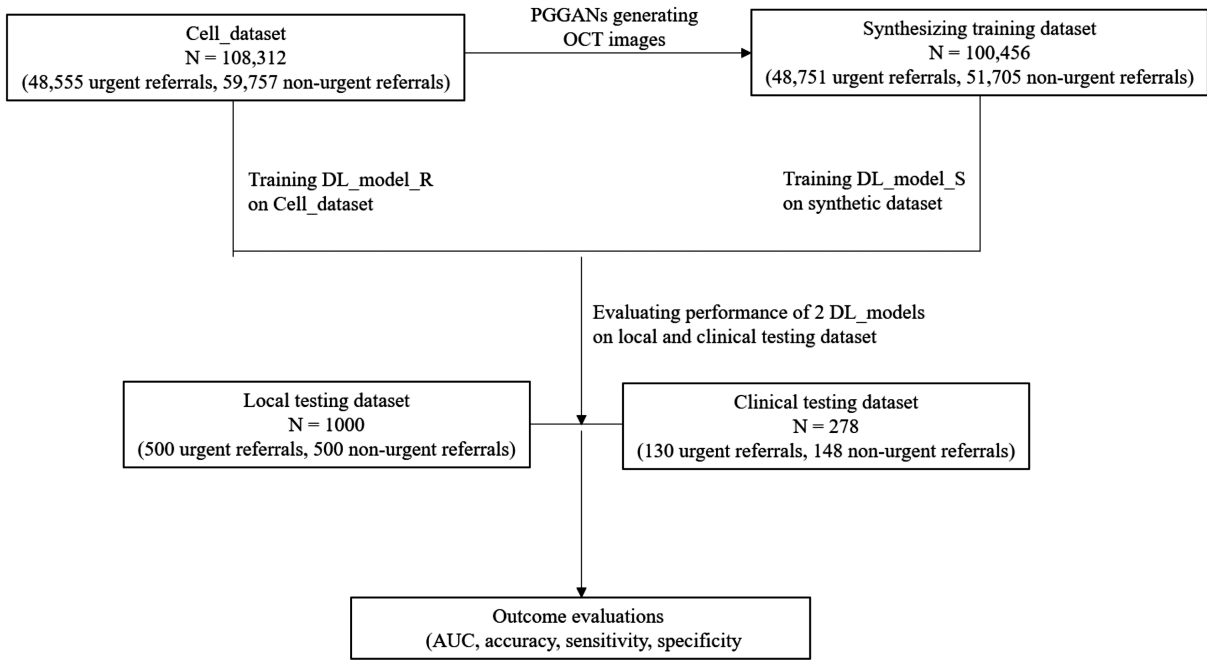 Cell_dataset
N = 108,312
(48,555 urgent referrals, 59,757 non-urgent referrals)
PGGANs generating
OCT images
Synthesizing training dataset
N = 100,456
(48,751 urgent referrals, 51,705 non-urgent referrals)
Training DL_model_R
on Cell_dataset
Training DL_model_S
on synthetic dataset
Evaluating performance of 2 DL_models
on local and clinical testing dataset
Local testing dataset
N = 1000
(500 urgent referrals, 500 non-urgent referrals)
Clinical testing dataset
N = 278
(130 urgent referrals, 148 non-urgent referrals)
Outcome evaluations
(AUC, accuracy, sensitivity, specificity